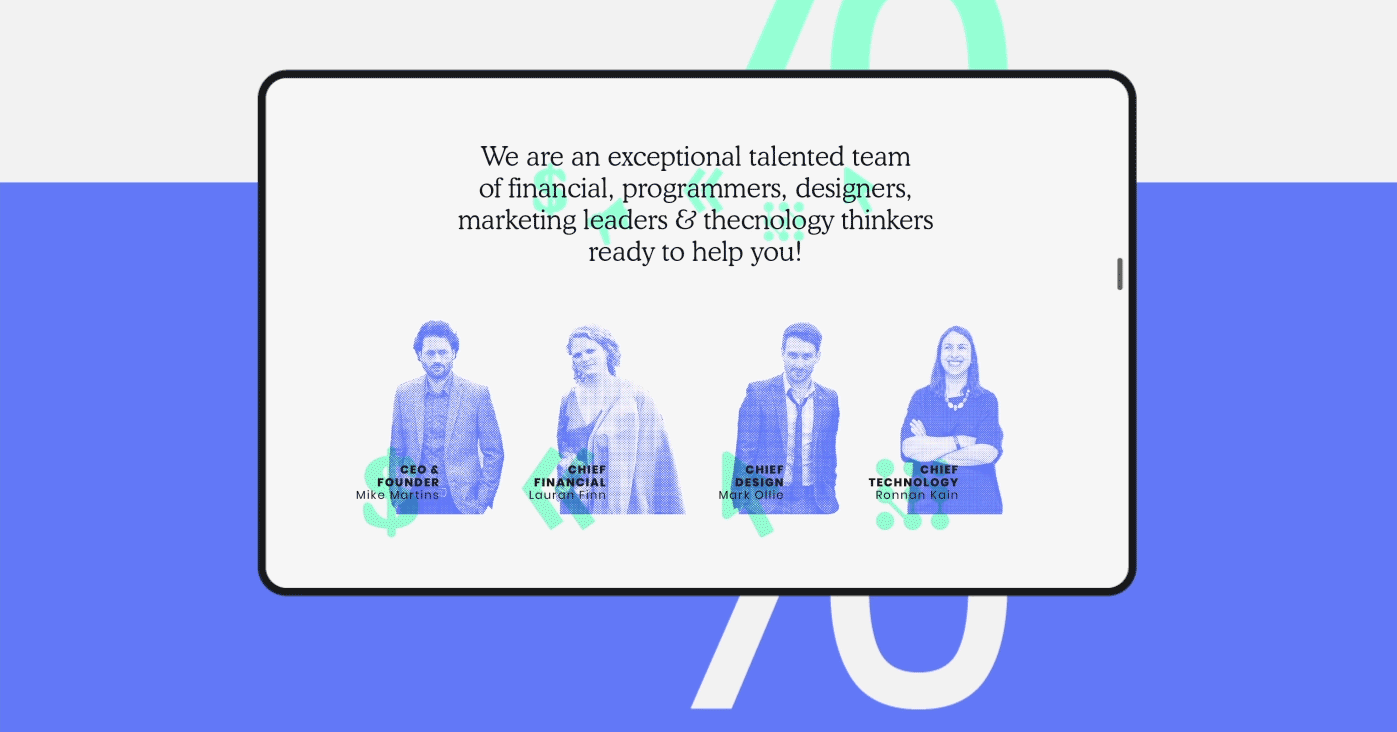 We are an exceptional talented team
of financial, programmers, designers,
marketing leaders & thecnology thinkers
ready to help you!
CEO &
FOUNDER
Mike Martins
CHIEF
FINANCIAL
Lauran Finn
CHIEF
DESIGN
Mark Ollie
CHIEF
TECHNOLOGY
Ronnan Kain